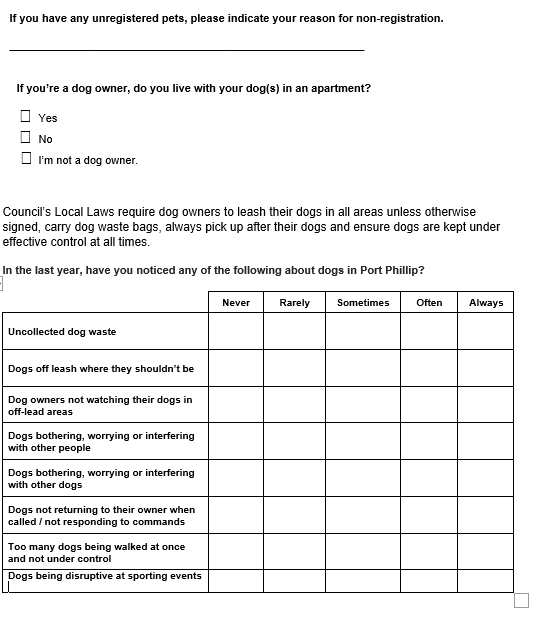 If you have any unregistered pets, please indicate your reason for non-registration.
If you're a dog owner, do you live with your dog(s) in an apartment?
Yes
No
I'm not a dog owner.
Council's Local Laws require dog owners to leash their dogs in all areas unless otherwise
signed, carry dog waste bags, always pick up after their dogs and ensure dogs are kept under
effective control at all times.
In the last year, have you noticed any of the following about dogs in Port Phillip?
Never Rarely Sometimes Often Always
Uncollected dog waste
Dogs off leash where they shouldn't be
Dog owners not watching their dogs in
off-lead areas
Dogs bothering, worrying or interfering
with other people
Dogs bothering, worrying or interfering
with other dogs
Dogs not returning to their owner when
called / not responding to commands
Too many dogs being walked at once
and not under control
Dogs being disruptive at sporting events